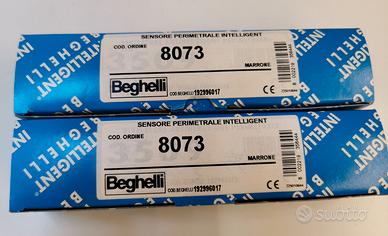 SENSORE PERIMETRALE INTELLIGENT
COD. ORDINE
8073
MARRONE
Beghelli
COD.BEGHELLI 192996017
CE
INTELLIGENT
BEGHELLI
SENSORE PERIMETRALE INTELLIGENT
COD. ORDINE
8073
MARRONE
Beghelli
COD.BEGHELLI 192996017
CE
INTELLIGENT
BEGHELLI
subito